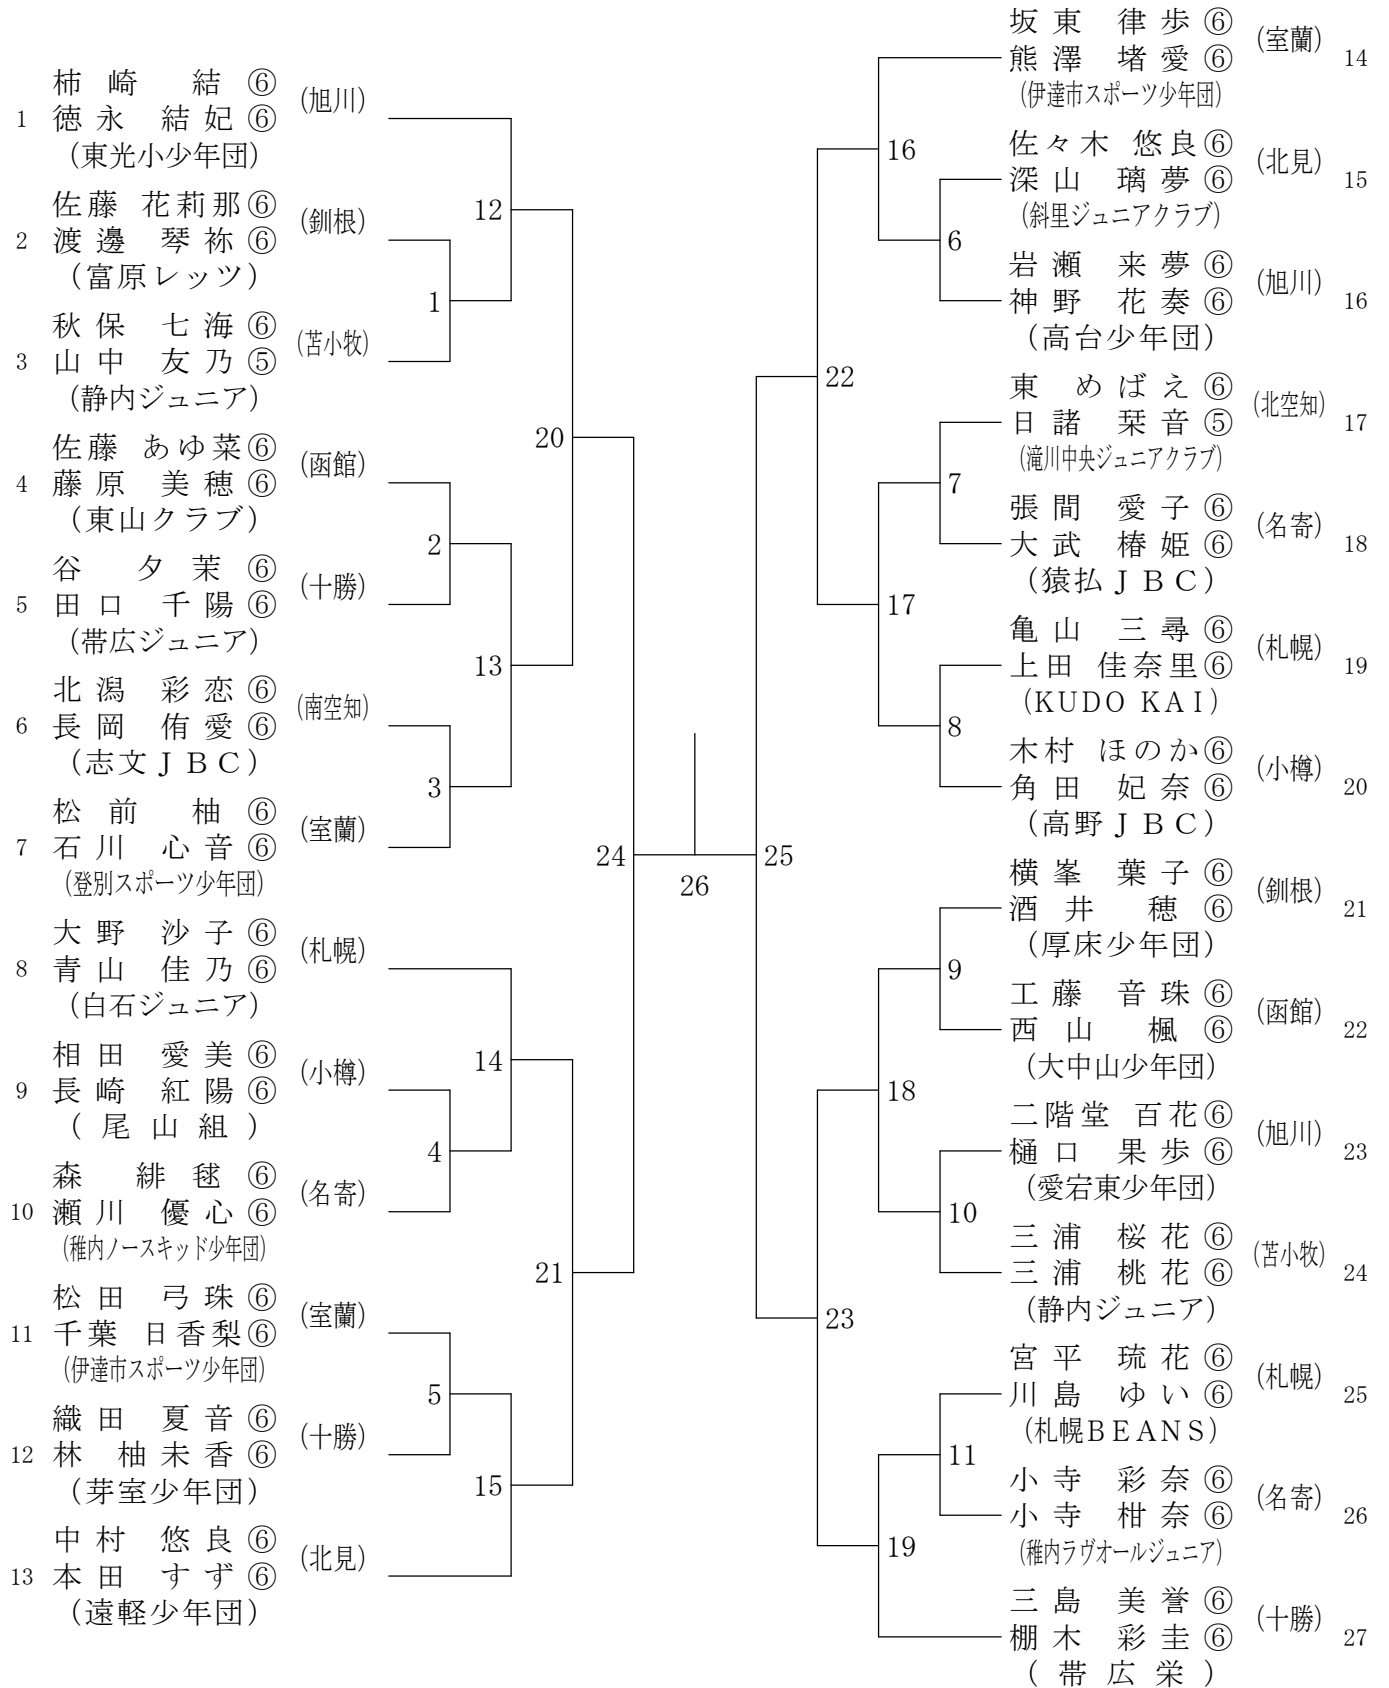 柿崎 結⑥
(旭川)
1 徳永 結妃⑥
(東光小少年団)
佐藤 花莉那⑥
(釧根)
2 渡邊 琴祢⑥
(富原レッツ)
秋保 七海⑥
(苫小牧)
3 山中 友乃⑤
(静内ジュニア)
佐藤 あゆ菜⑥
(函館)
4 藤原 美穂⑥
(東山クラブ)
谷 夕茉⑥
(十勝)
5 田口 千陽⑥
(帯広ジュニア)
北潟 彩恋⑥
(南空知)
6 長岡 侑愛⑥
(志文JBC)
松前 柚⑥
(室蘭)
7 石川 心音⑥
(登別スポーツ少年団)
大野 沙子⑥
(札幌)
8 青山 佳乃⑥
(白石ジュニア)
相田 愛美⑥
(小樽)
9 長崎 紅陽⑥
(尾山組)
森 緋毬⑥
(名寄)
10 瀬川 優心⑥
(稚内ノースキッド少年団)
松田 弓珠⑥
(室蘭)
11 千葉 日香梨⑥
(伊達市スポーツ少年団)
織田 夏音⑥
(十勝)
12 林 柚未香⑥
(芽室少年団)
中村 悠良⑥
(北見)
13 本田 すず⑥
(遠軽少年団)
12
1
20
2
13
3
24
14
4
21
5
15
26
25
16
6
22
7
17
8
9
18
10
23
11
19
坂東 律歩⑥
(室蘭)
熊澤 堵愛⑥ 14
(伊達市スポーツ少年団)
佐々木 悠良⑥
(北見)
深山 璃夢⑥ 15
(斜里ジュニアクラブ)
岩瀬 来夢⑥
(旭川)
神野 花奏⑥ 16
(高台少年団)
東 めばえ⑥
(北空知)
日諸 栞音⑤ 17
(滝川中央ジュニアクラブ)
張間 愛子⑥
(名寄)
大武 椿姫⑥ 18
(猿払JBC)
亀山 三尋⑥
(札幌)
上田 佳奈里⑥ 19
(KUDO KAI)
木村 ほのか⑥
(小樽)
角田 妃奈⑥ 20
(高野JBC)
横峯 葉子⑥
(釧根)
酒井 穂⑥ 21
(厚床少年団)
工藤 音珠⑥
(函館)
西山 楓⑥ 22
(大中山少年団)
二階堂 百花⑥
(旭川)
樋口 果歩⑥ 23
(愛宕東少年団)
三浦 桜花⑥
(苫小牧)
三浦 桃花⑥ 24
(静内ジュニア)
宮平 琉花⑥
(札幌)
川島 ゆい⑥ 25
(札幌BEANS)
小寺 彩奈⑥
(名寄)
小寺 柑奈⑥ 26
(稚内ラヴオールジュニア)
三島 美誉⑥
(十勝)
棚木 彩圭⑥ 27
(帯広栄)